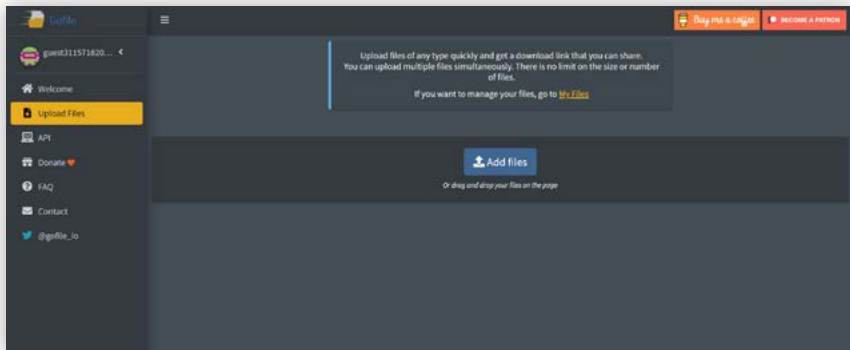 Gofile
Buy me a coffee
BECOME A PATRON
guest311571820...
Welcome
Upload Files
API
Donate
FAQ
Contact
@gofile_io
Upload files of any type quickly and get a download link that you can share.
You can upload multiple files simultaneously. There is no limit on the size or number
of files.
If you want to manage your files, go to My Files
Add files
Or drag and drop your files on the page